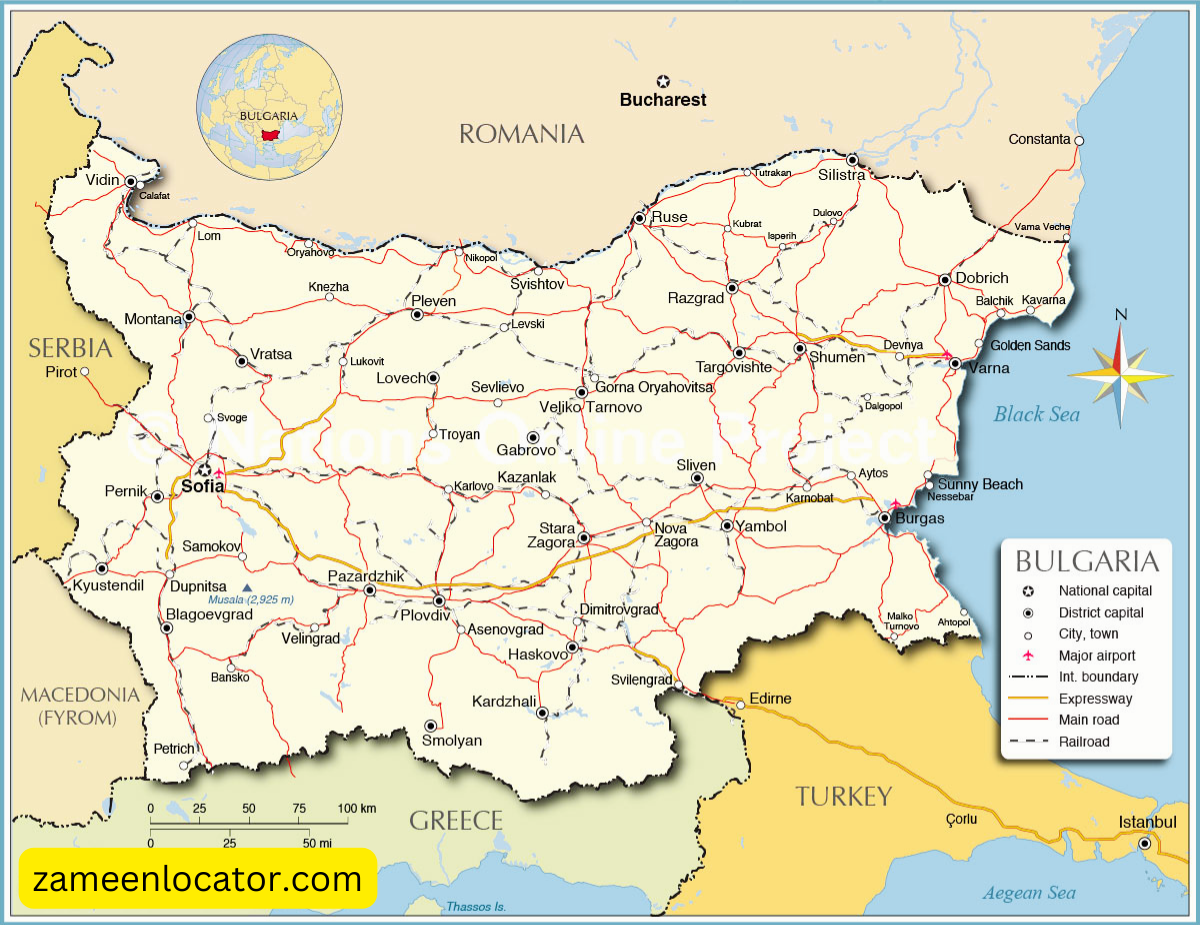 Constanta
Bucharest
BULGARIA
ROMANIA
Vidin
Calafat
Tutrakan
Silistra
Ruse
Kubrat
Dulovo
Isperih
Vama Veche
Lom
Oryahovo
Nikopol
Svishtov
Knezha
Pleven
Razgrad
Dobrich
Balchik
Kavarna
Montana
Levski
N
SERBIA
Pirot
Vratsa
Lukovit
Lovech
Sevlievo
Gorna Oryahovitsa
Veliko Tarnovo
Targovishte
Shumen
Devnya
Golden Sands
Varna
Dalgopol
Black Sea
Svoge
Troyan
Gabrovo
© Nations Online Project
Sofia
Pernik
Karlovo
Kazanlak
Sliven
Karnobat
Aytos
Sunny Beach
Nessebar
Burgas
Stara
Zagora
Nova
Zagora
Yambol
Samokov
Kyustendil
Dupnitsa
Musala (2,925 m)
Pazardzhik
Plovdiv
Blagoevgrad
Velingrad
Asenovgrad
Dimitrovgrad
Haskovo
Malko
Turnovo
Ahtopol
Bansko
Svilengrad
Edirne
Kardzhali
Smolyan
Petrich
MACEDONIA
(FYROM)
BULGARIA
National capital
District capital
City, town
Major airport
Int. boundary
Expressway
Main road
Railroad
0 25 50 75 100 km
0 25 50 mi
GREECE
TURKEY
Çorlu
Istanbul
Aegean Sea
Thassos Is.
zameenlocator.com